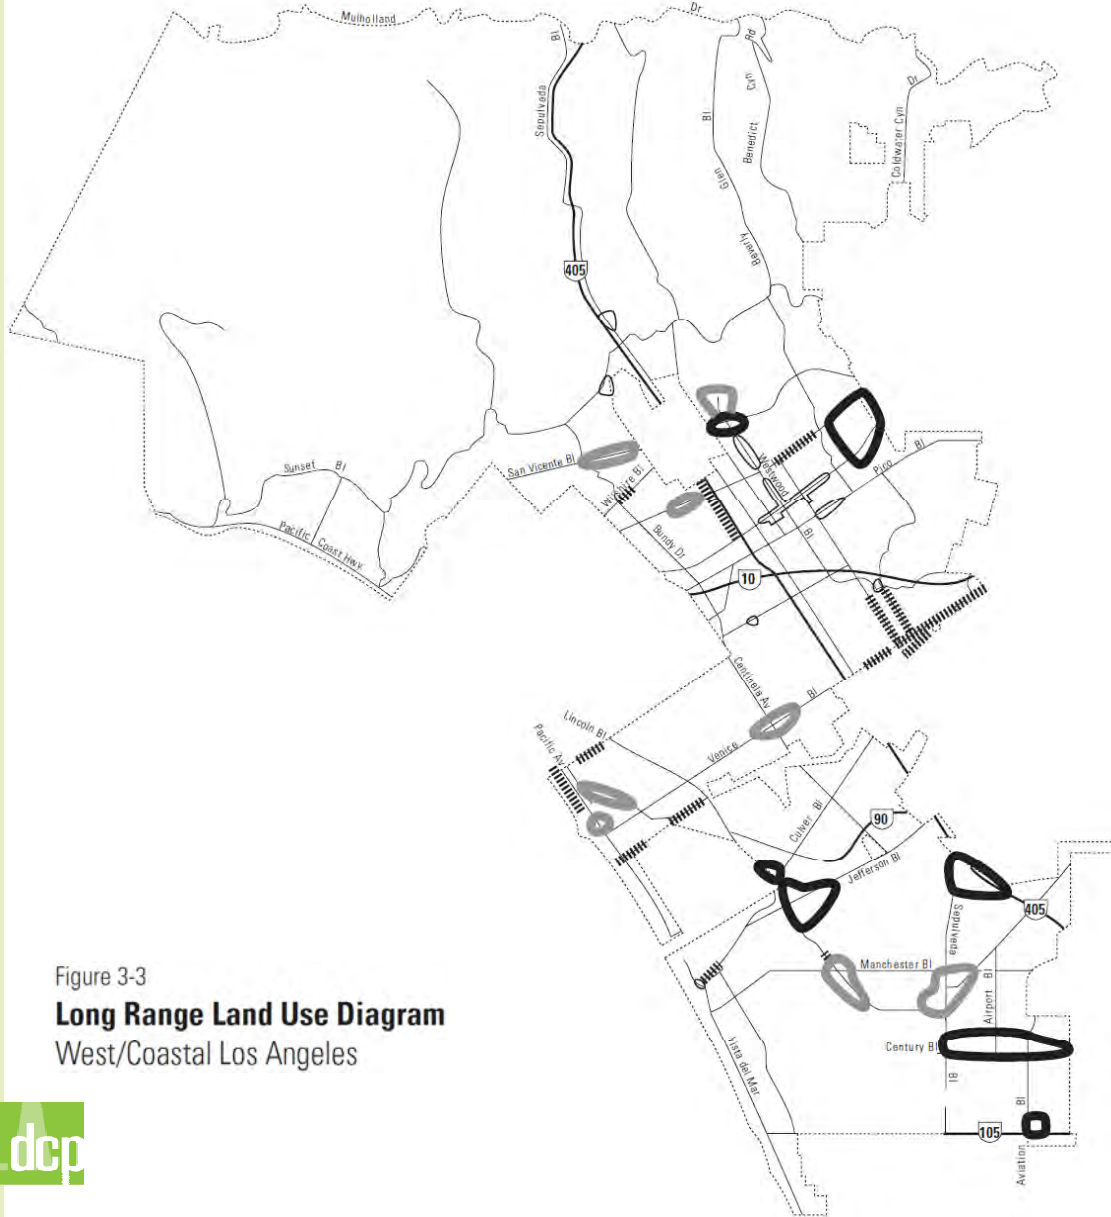 Mulholland
Dr
Bl
Sepulveda
Bl
Glen
Beverly
Rd
Cyn
Benedict
Dr
Coldwater Cyn
405
San Vicente Bl
Wilshire Bl
Sunset Bl
Pacific Coast Hwy.
Westwood
Bl
Pico Bl
Bundy Dr
10
Centinela Av
Bl
Venice
Lincoln Bl
Pacific Av
Culver Bl
90
Jefferson Bl
Sepulveda
405
Manchester Bl
Airport Bl
Century Bl
Bl
Vista del Mar
Bl
105
Aviation
Figure 3-3
Long Range Land Use Diagram
West/Coastal Los Angeles
dcp